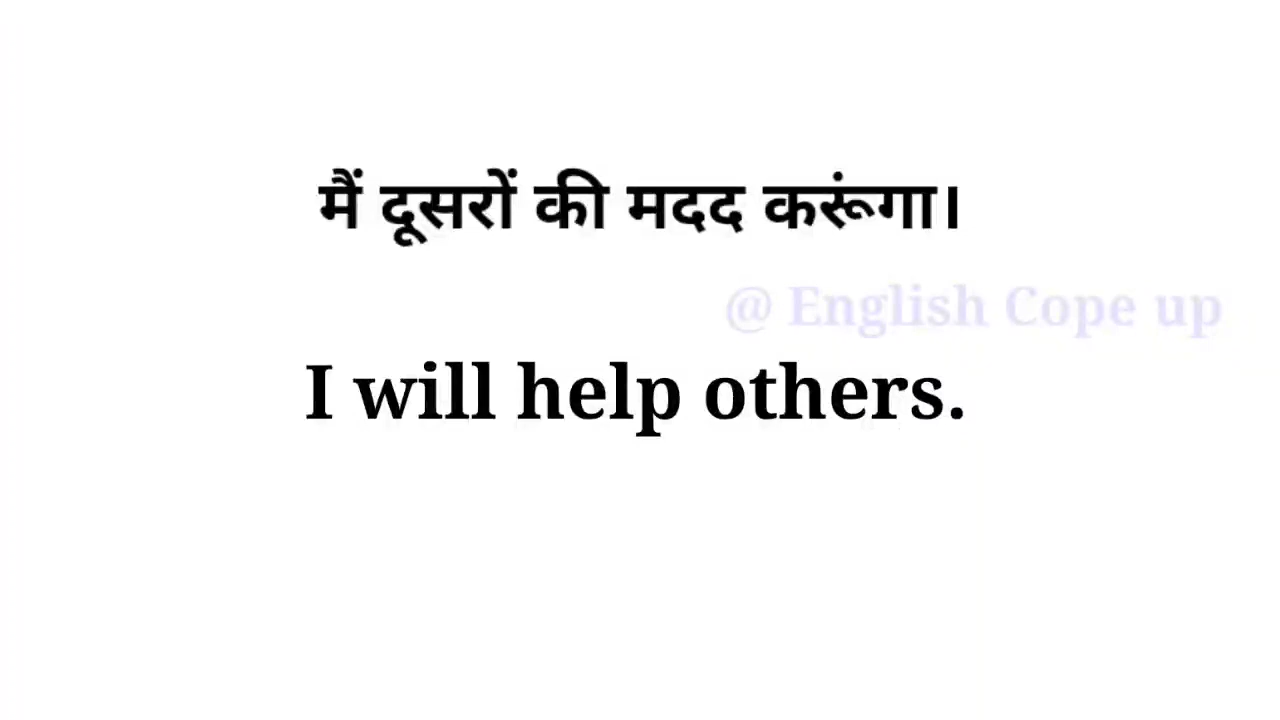 मैं दूसरों की मदद करूंगा।
@ English Cope up
I will help others.